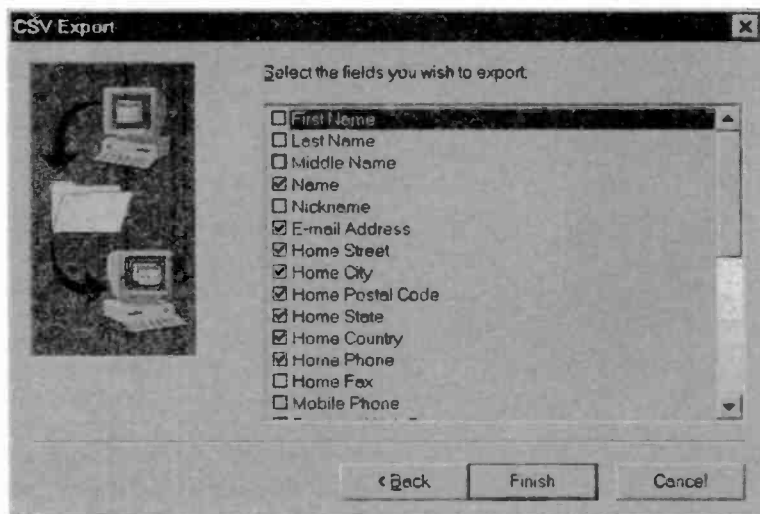 CSV Export
Select the fields you wish to export:
First Name
Last Name
Middle Name
Name
Nickname
E-mail Address
Home Street
Home City
Home Postal Code
Home State
Home Country
Home Phone
Home Fax
Mobile Phone
< Back
Finish
Cancel